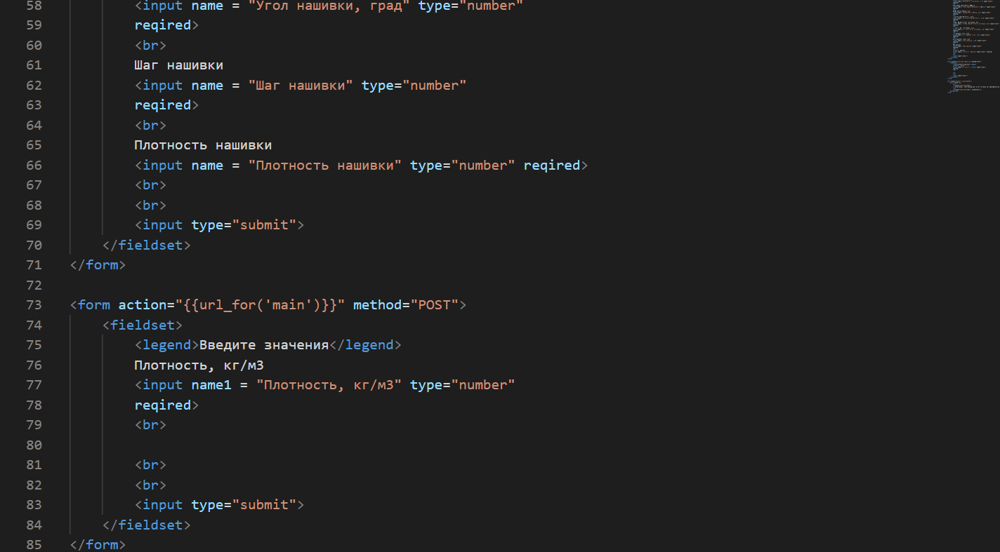 58 <input name = "Угол нашивки, град" type="number"
59 reqired>
60 <br>
61 Шаг нашивки
62 <input name = "Шаг нашивки" type="number"
63 reqired>
64 <br>
65 Плотность нашивки
66 <input name = "Плотность нашивки" type="number" reqired>
67 <br>
68 <br>
69 <input type="submit">
70 </fieldset>
71 </form>
72
73 <form action="{{url_for('main')}}" method="POST">
74 <fieldset>
75 <legend>Введите значения</legend>
76 Плотность, кг/м3
77 <input name1 = "Плотность, кг/м3" type="number"
78 reqired>
79 <br>
80
81 <br>
82 <br>
83 <input type="submit">
84 </fieldset>
85 </form>